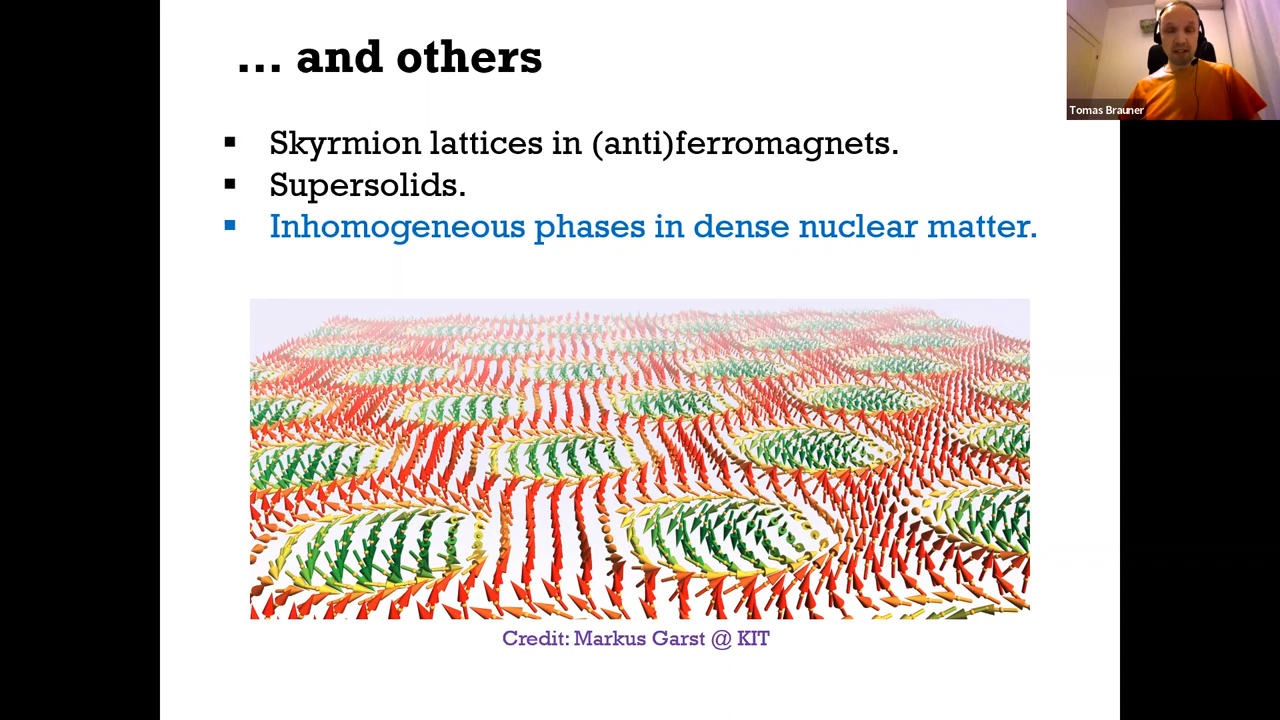 ... and others
Skyrmion lattices in (anti)ferromagnets.
Supersolids.
Inhomogeneous phases in dense nuclear matter.
Credit: Markus Garst @ KIT
Tomas Brauner